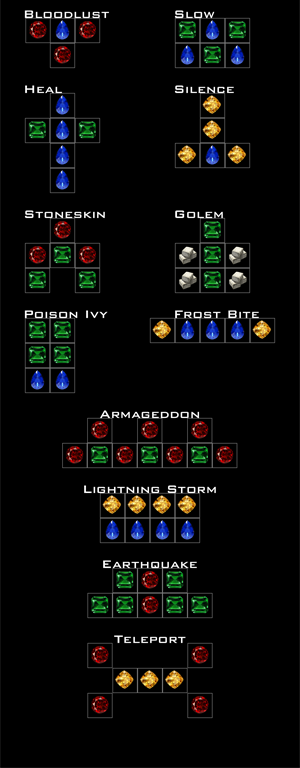 BLOODLUST
SLOW
HEAL
SILENCE
STONESKIN
GOLEM
POISON IVY
FROST BITE
ARMAGEDDON
LIGHTNING STORM
EARTHQUAKE
TELEPORT